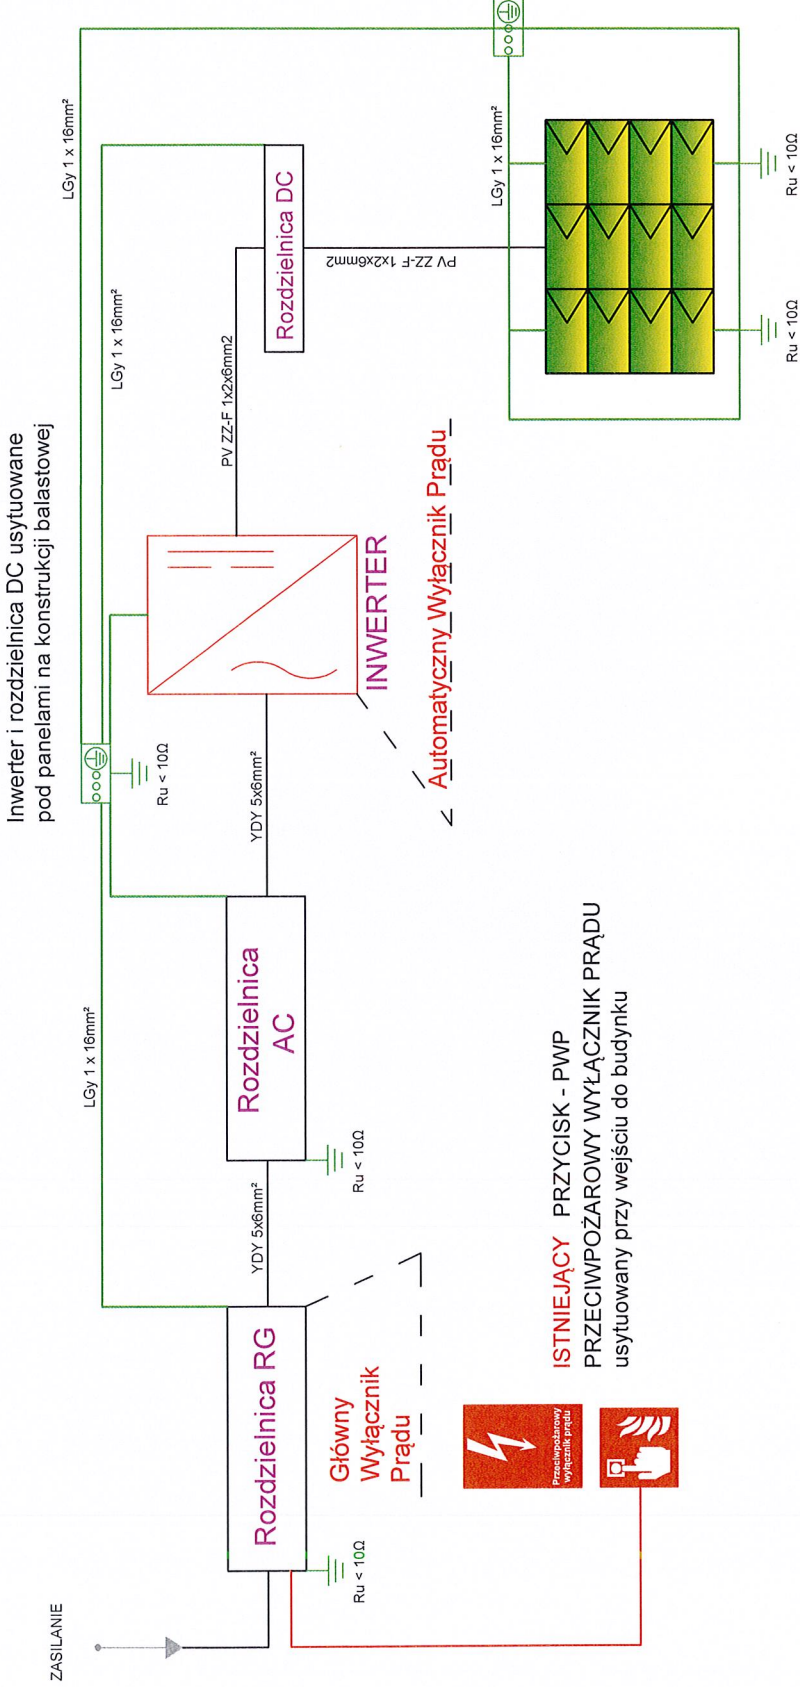 Inwerter i rozdzielnica DC usytuowane
pod panelami na konstrukcji balastowej
ZASILANIE
LGy 1 x 16mm²
LGy 1 x 16mm²
LGy 1 x 16mm²
LGy 1 x 16mm²
Rozdzielnica RG
YDY 5x6mm²
Rozdzielnica
AC
YDY 5x6mm²
INWERTER
PV ZZ-F 1x2x6mm2
Rozdzielnica DC
PV ZZ-F 1x2x6mm2
Ru < 10Ω
Ru < 10Ω
Ru < 10Ω
Ru < 10Ω
Ru < 10Ω
Główny
Wyłącznik
Prądu
Automatyczny Wyłącznik Prądu
Przeciwpożarowy
wyłącznik prądu
ISTNIEJĄCY PRZYCISK - PWP
PRZECIWPOŻAROWY WYŁĄCZNIK PRĄDU
usytuowany przy wejściu do budynku